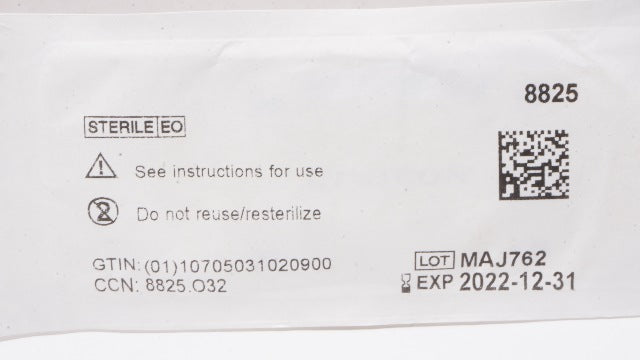 8825
STERILE EO
See instructions for use
Do not reuse/resterilize
GTIN: (01)10705031020900
CCN: 8825.O32
LOT MAJ762
EXP 2022-12-31